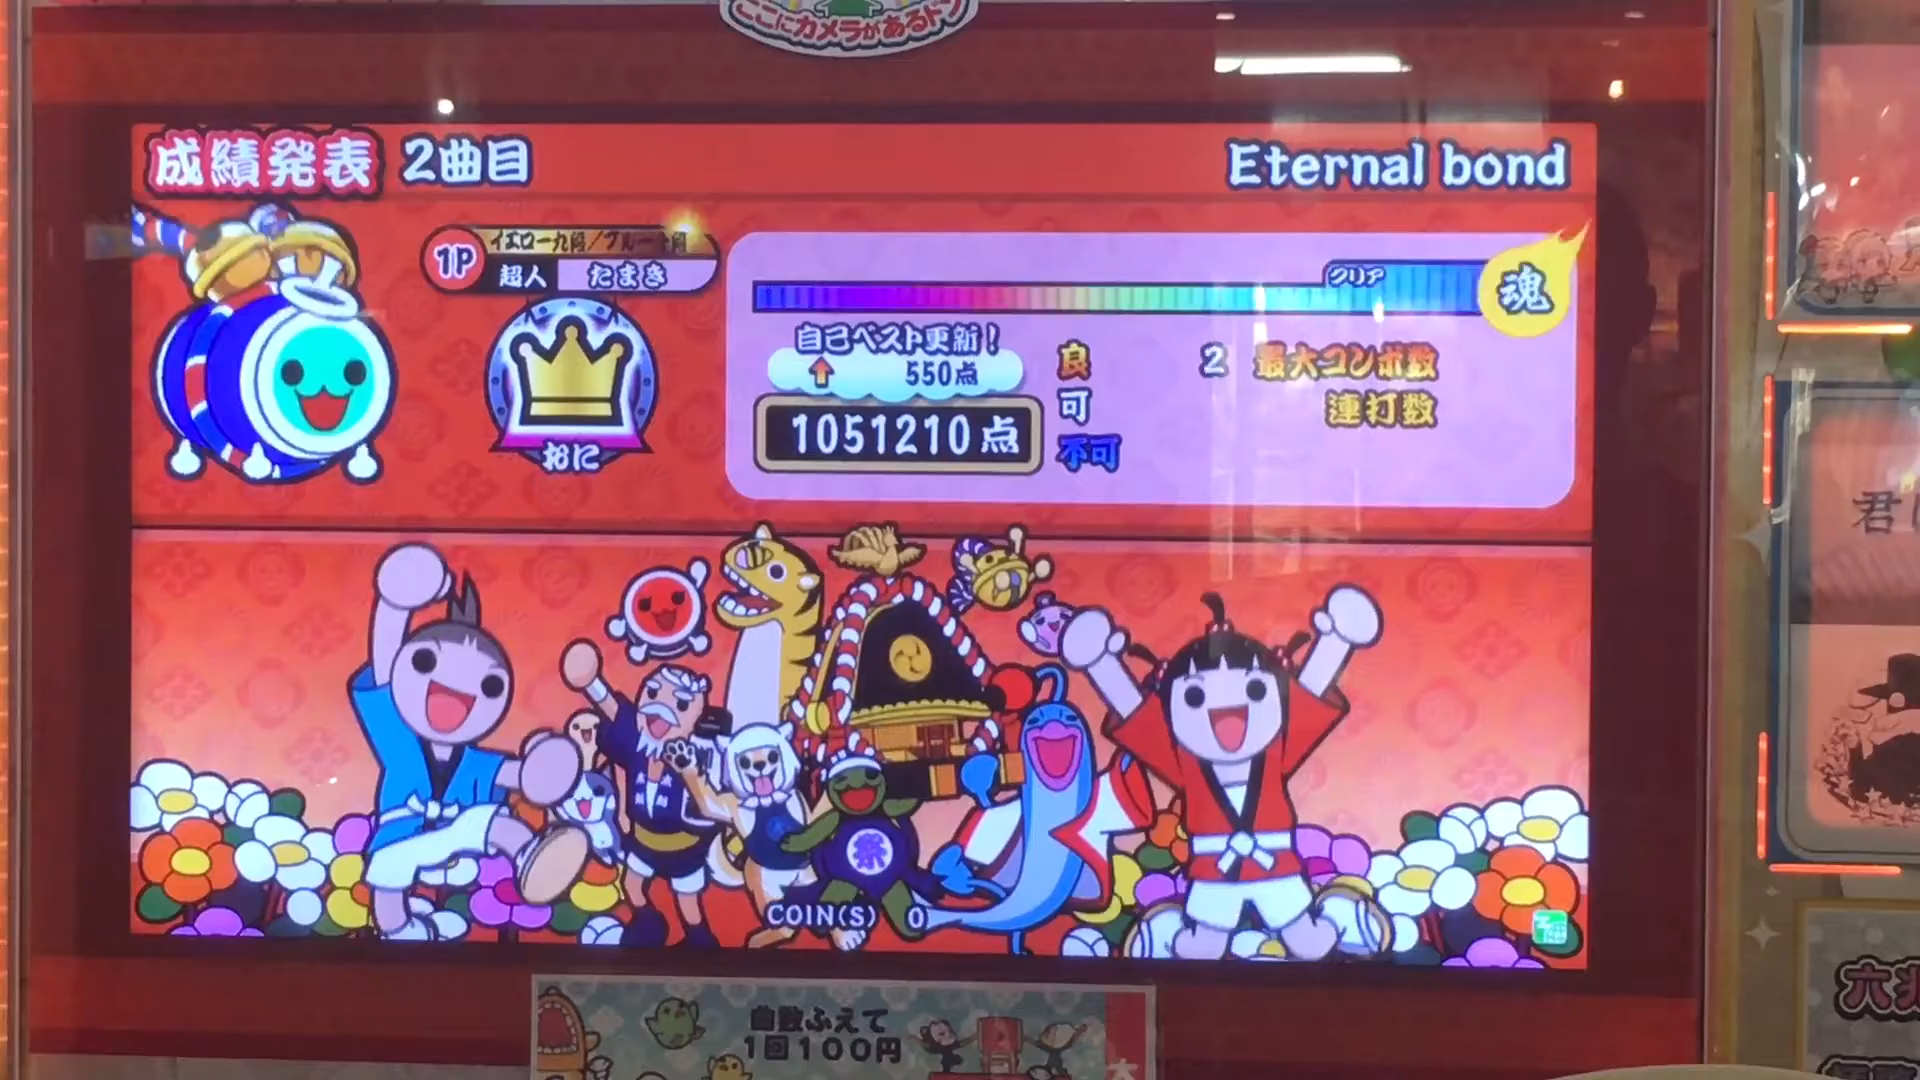 ここにカメラがあるドン
成績発表 2曲目
Eternal bond
1P
超人 たまき
おに
クリア
魂
自己ベスト更新!
550点
1051210点
良 2
可
不可
最大コンボ数
連打数
祭
COIN(S) 0
曲数ふえて
1回100円
君